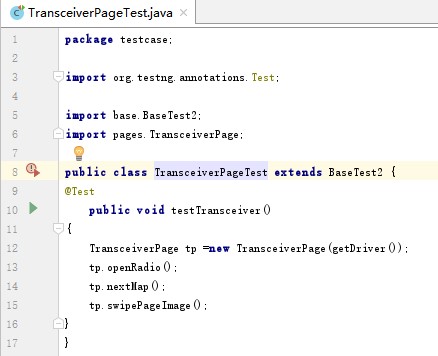 TransceiverPageTest.java
1 package testcase;
2
3 import org.testng.annotations.Test;
4
5 import base.BaseTest2;
6 import pages.TransceiverPage;
7
8 public class TransceiverPageTest extends BaseTest2 {
9 @Test
10 public void testTransceiver()
11 {
12 TransceiverPage tp =new TransceiverPage(getDriver());
13 tp.openRadio();
14 tp.nextMap();
15 tp.swipePageImage();
16 }
17 }